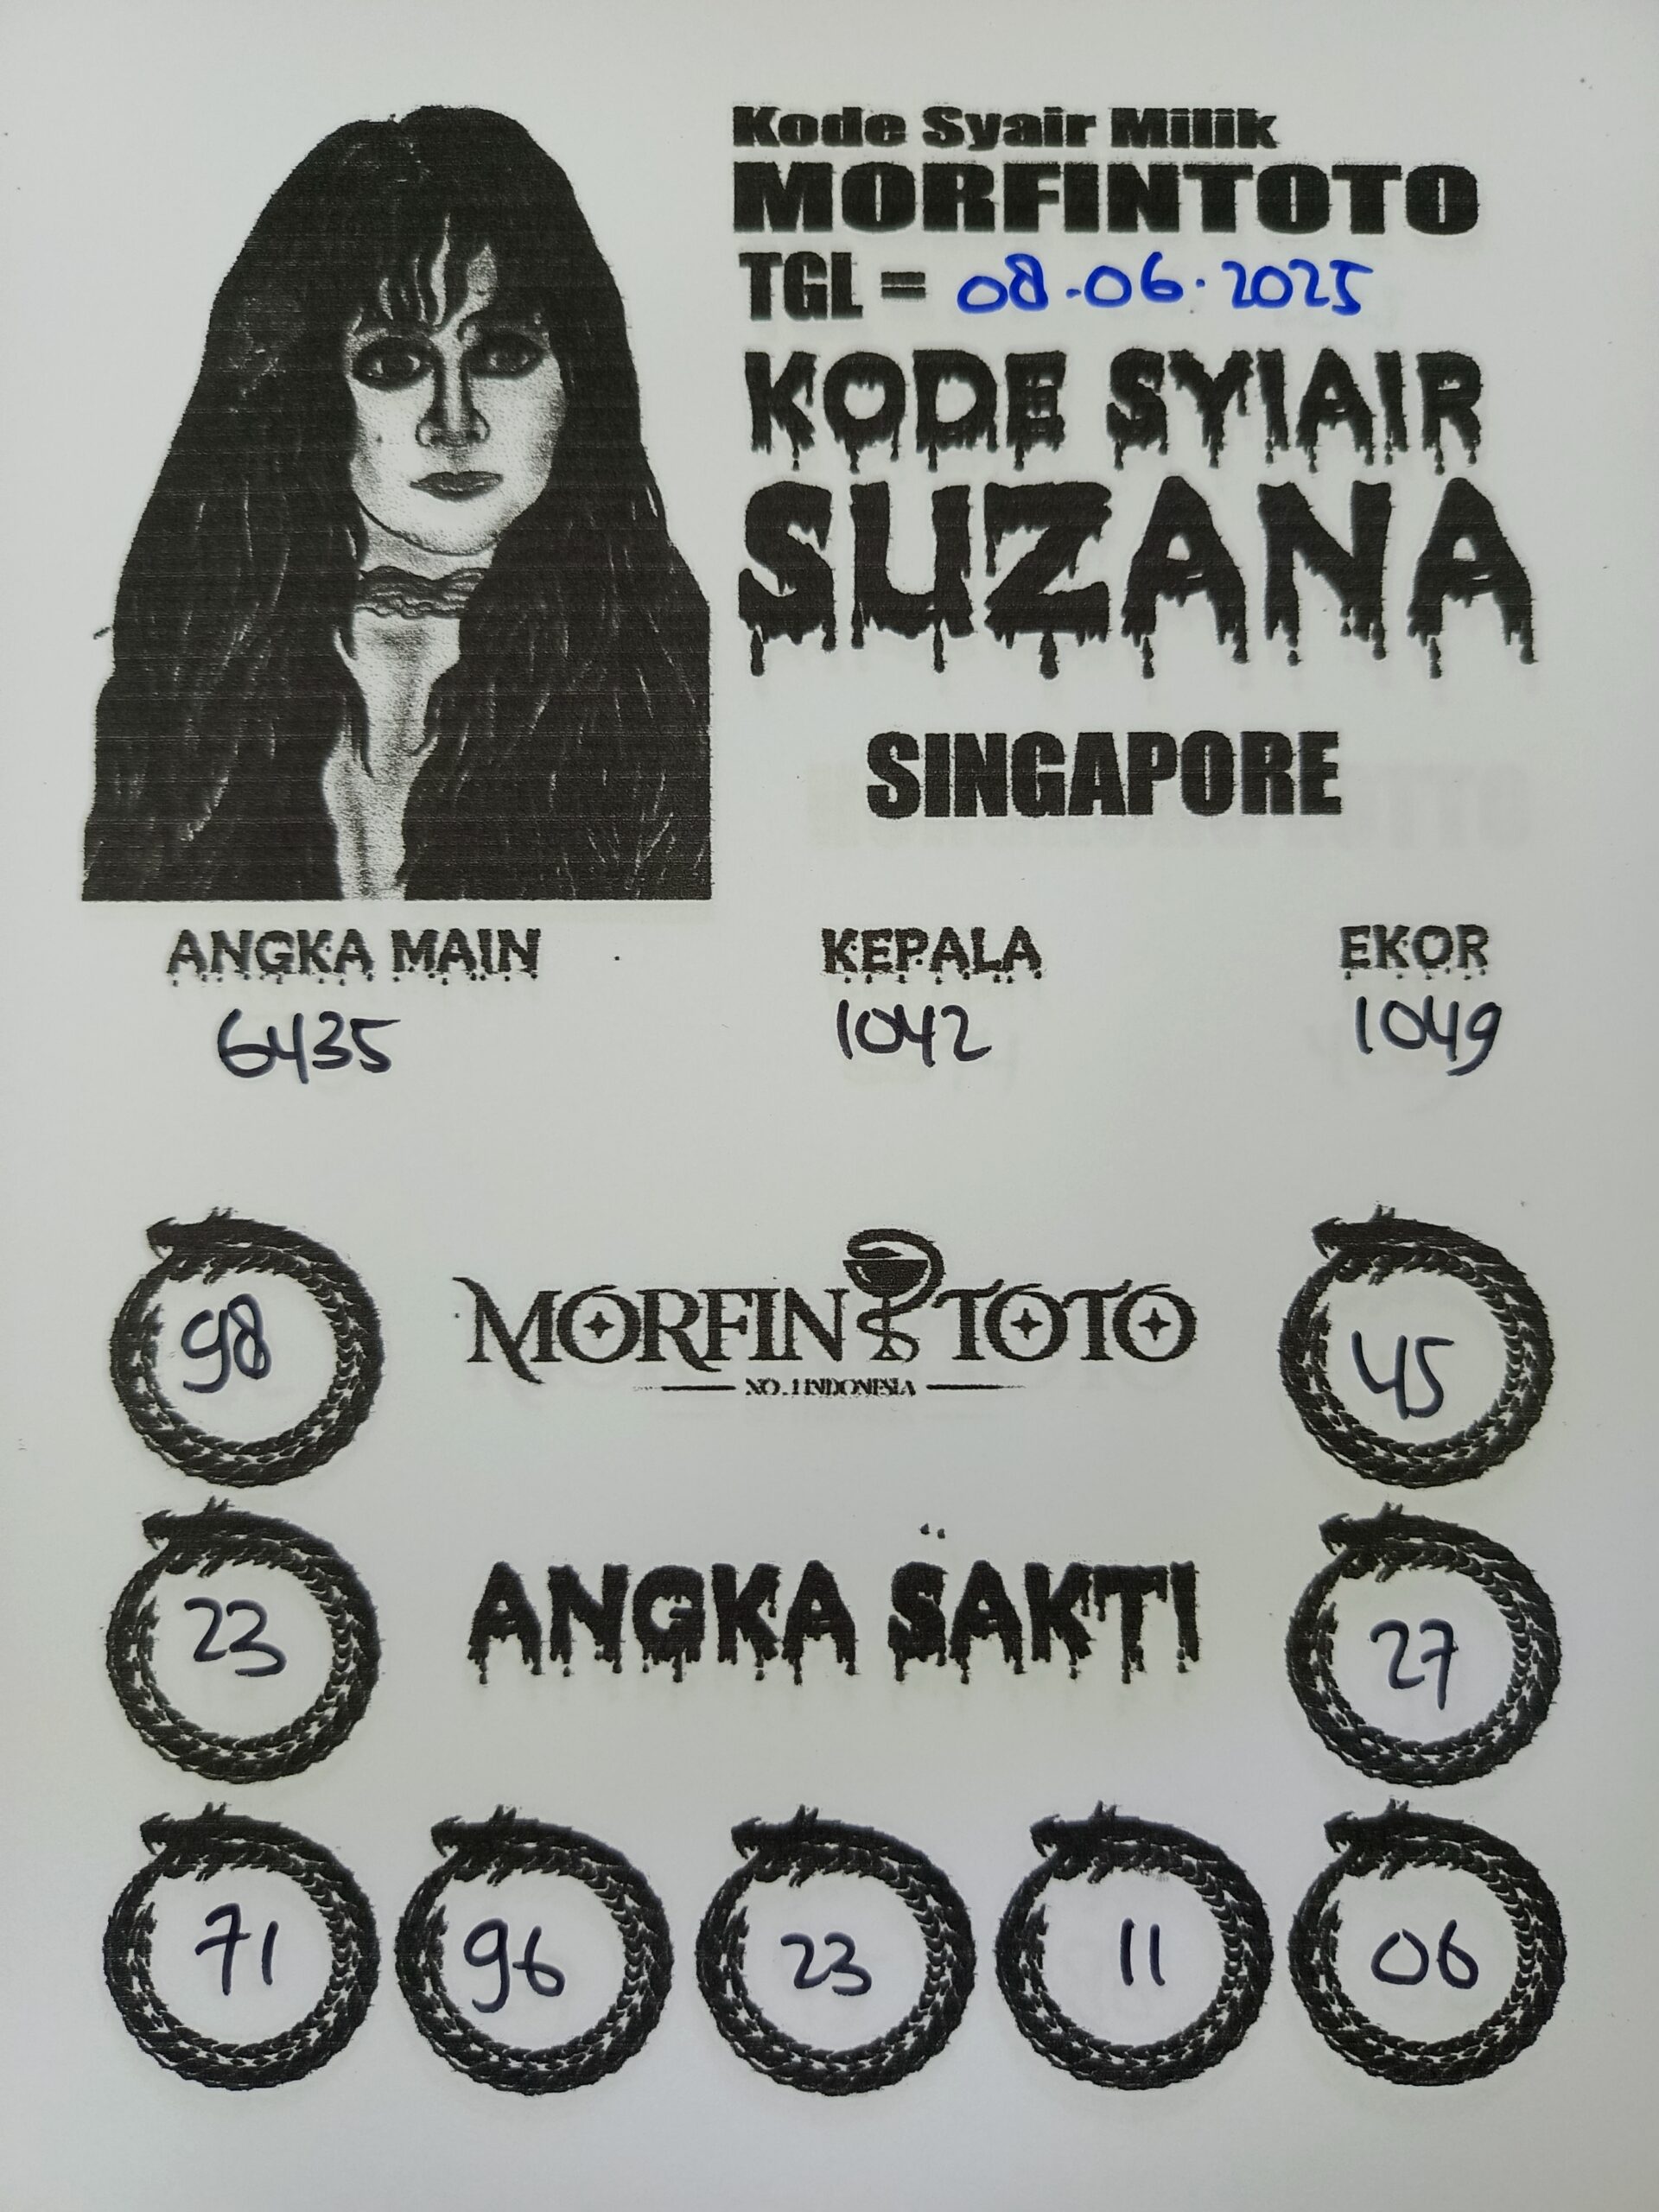 Kode Syair Milik
MORFINTOTO
TGL = 08-06-2025
KODE SYIAIR
SUZANA
SINGAPORE
ANGKA MAIN KEPALA EKOR
6435 1042 1049
98 MORFIN TOTO 45
NO.1 INDONESIA
23 ANGKA SAKTI 27
71 96 23 11 06